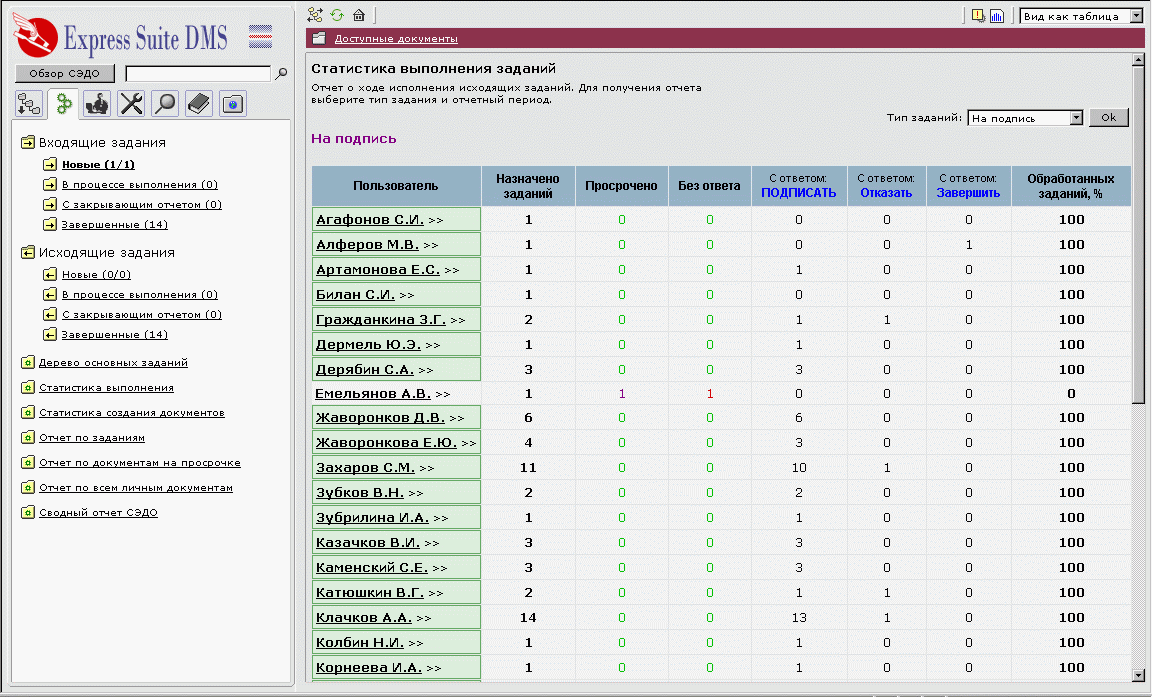 Express Suite DMS
Обзор СЭДО
Входящие задания
Новые (1/1)
В процессе выполнения (0)
С закрывающим отчетом (0)
Завершенные (14)
Исходящие задания
Новые (0/0)
В процессе выполнения (0)
С закрывающим отчетом (0)
Завершенные (14)
Дерево основных заданий
Статистика выполнения
Статистика создания документов
Отчет по заданиям
Отчет по документам на просрочке
Отчет по всем личным документам
Сводный отчет СЭДО
Вид как таблица
Доступные документы
Статистика выполнения заданий
Отчет о ходе исполнения исходящих заданий. Для получения отчета
выберите тип задания и отчетный период.
Тип заданий: На подпись Ok
На подпись
Пользователь Назначено заданий Просрочено Без ответа С ответом: ПОДПИСАТЬ С ответом: Отказать С ответом: Завершить Обработанных заданий, %
Агафонов С.И. >> 1 0 0 0 0 0 100
Алферов М.В. >> 1 0 0 0 0 1 100
Артамонова Е.С. >> 1 0 0 1 0 0 100
Билан С.И. >> 1 0 0 0 0 0 100
Гражданкина З.Г. >> 2 0 0 1 1 0 100
Дермель Ю.Э. >> 1 0 0 1 0 0 100
Дерябин С.А. >> 3 0 0 3 0 0 100
Емельянов А.В. >> 1 1 1 0 0 0 0
Жаворонков Д.В. >> 6 0 0 6 0 0 100
Жаворонкова Е.Ю. >> 4 0 0 3 0 0 100
Захаров С.М. >> 11 0 0 10 1 0 100
Зубков В.Н. >> 2 0 0 2 0 0 100
Зубрилина И.А. >> 1 0 0 1 0 0 100
Казачков В.И. >> 3 0 0 3 0 0 100
Каменский С.Е. >> 3 0 0 3 0 0 100
Катюшкин В.Г. >> 2 0 0 1 1 0 100
Клачков А.А. >> 14 0 0 13 1 0 100
Колбин Н.И. >> 1 0 0 1 0 0 100
Корнеева И.А. >> 1 0 0 1 0 0 100